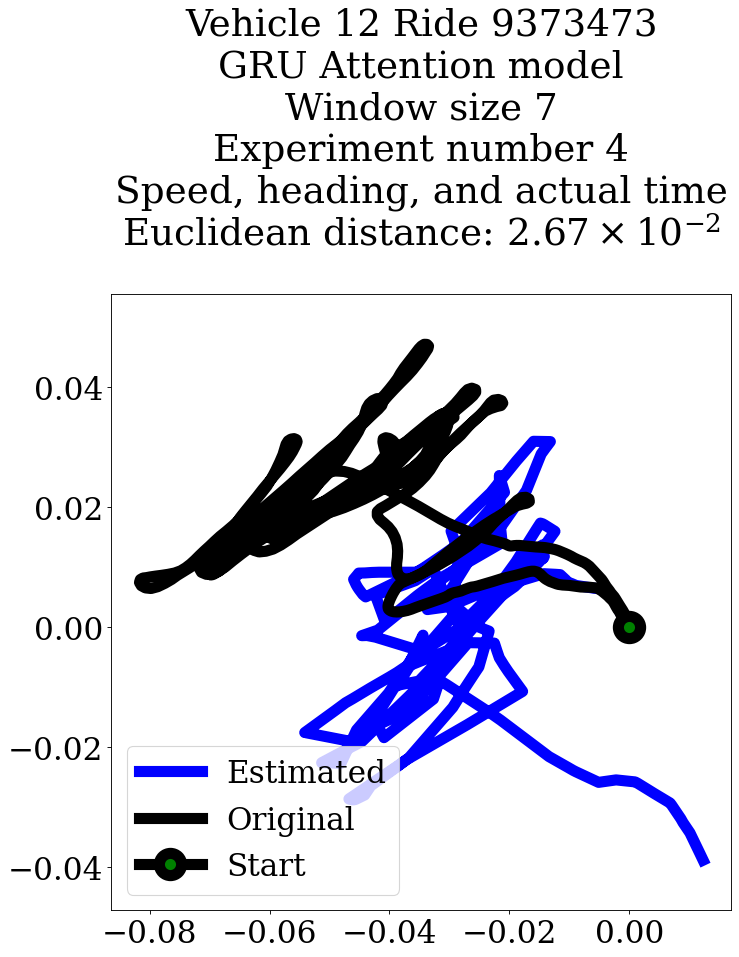 Vehicle 12 Ride 9373473
GRU Attention model
Window size 7
Experiment number 4
Speed, heading, and actual time
Euclidean distance: 2.67 × 10⁻²
0.04
0.02
0.00
−0.02
−0.04
Estimated
Original
Start
−0.08 −0.06 −0.04 −0.02 0.00